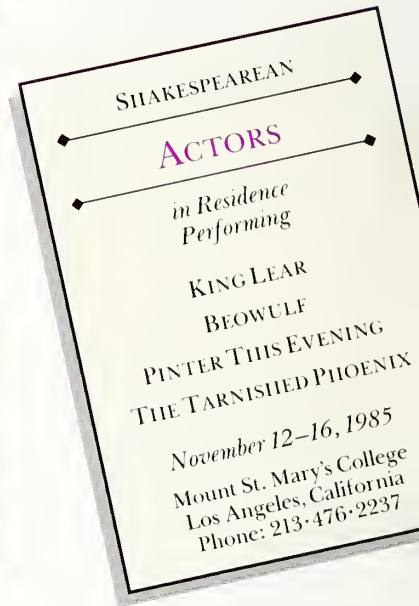 SHAKESPEAREAN
ACTORS
in Residence
Performing
KING LEAR
BEOWULF
PINTER THIS EVENING
THE TARNISHED PHOENIX
November 12–16, 1985
Mount St. Mary's College
Los Angeles, California
Phone: 213·476·2237